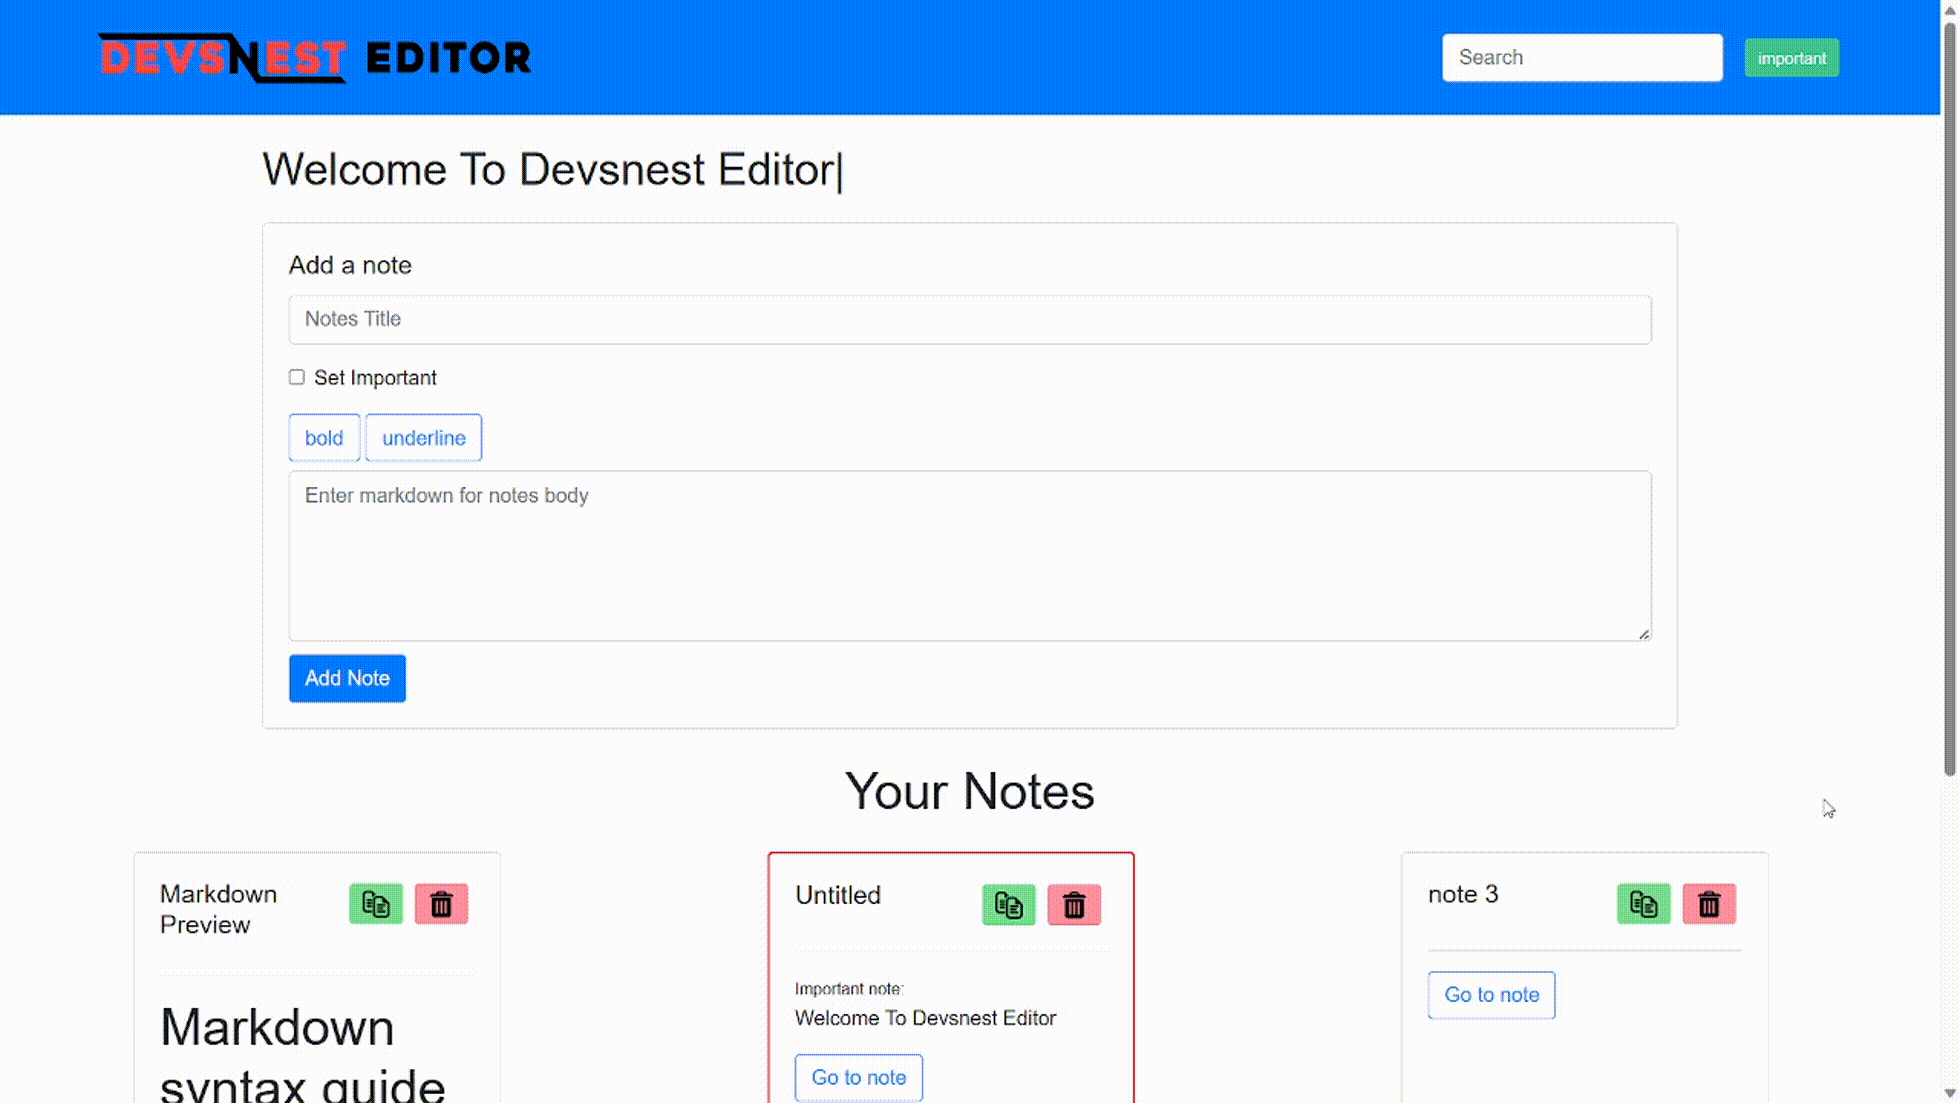 DEVSNEST EDITOR
Search
important
Welcome To Devsnest Editor|
Add a note
Notes Title
Set Important
bold underline
Enter markdown for notes body
Add Note
Your Notes
Markdown
Preview
Markdown
syntax guide
Untitled
Important note:
Welcome To Devsnest Editor
Go to note
note 3
Go to note